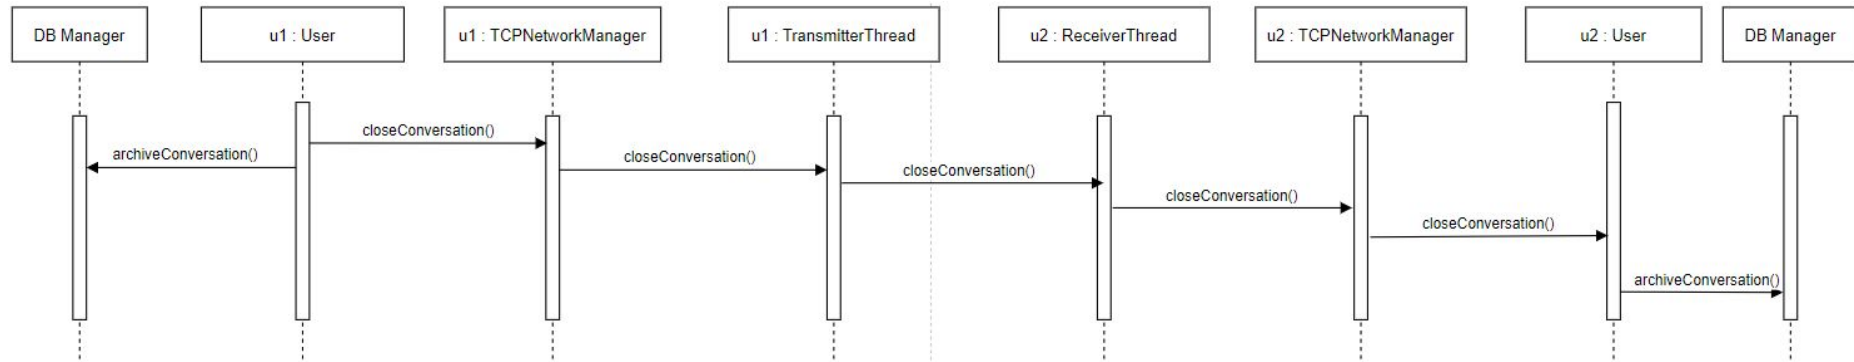 DB Manager
u1 : User
u1 : TCPNetworkManager
u1 : TransmitterThread
u2 : ReceiverThread
u2 : TCPNetworkManager
u2 : User
DB Manager
closeConversation()
archiveConversation()
closeConversation()
closeConversation()
closeConversation()
closeConversation()
archiveConversation()